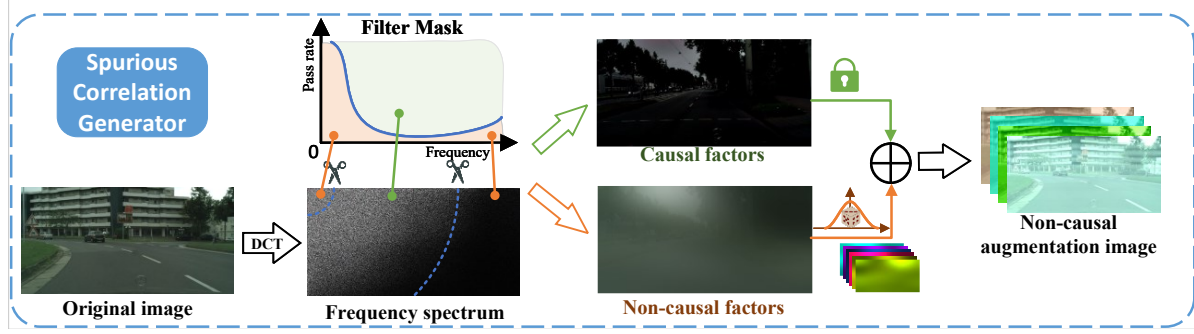 Spurious
Correlation
Generator
Filter Mask
Pass rate
0
Frequency
DCT
Original image
Frequency spectrum
Causal factors
Non-causal factors
Non-causal
augmentation image